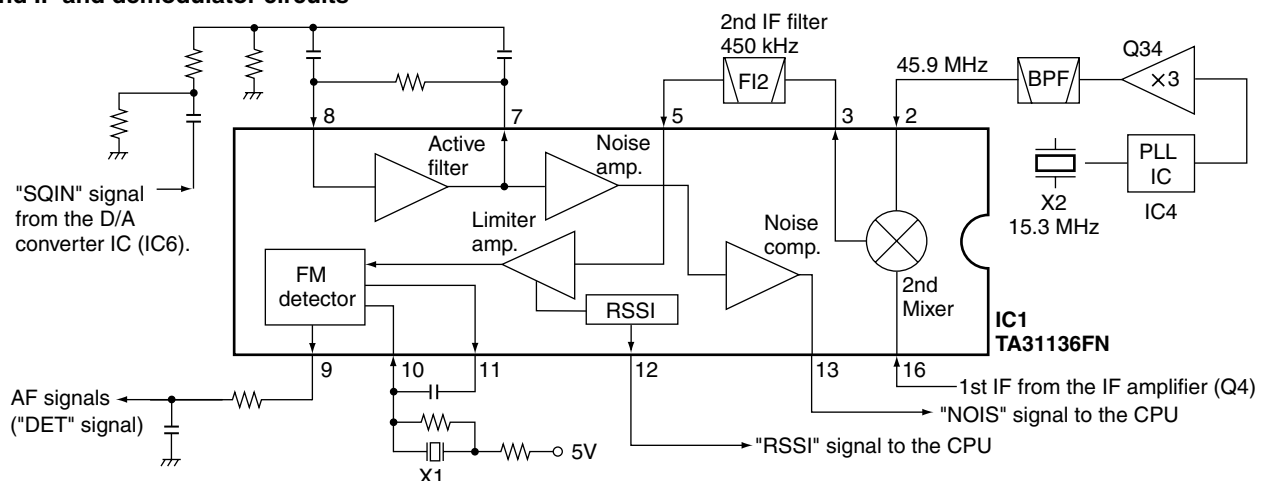 nd IF and demodulator circuits
2nd IF filter
450 kHz
FI2
45.9 MHz
BPF
Q34
×3
PLL
IC
IC4
X2
15.3 MHz
8
7
5
3
2
Active
filter
Noise
amp.
"SQIN" signal
from the D/A
converter IC (IC6).
Limiter
amp.
Noise
comp.
FM
detector
RSSI
2nd
Mixer
IC1
TA31136FN
9
10
11
12
13
16
AF signals
("DET" signal)
1st IF from the IF amplifier (Q4)
"NOIS" signal to the CPU
"RSSI" signal to the CPU
5V
X1